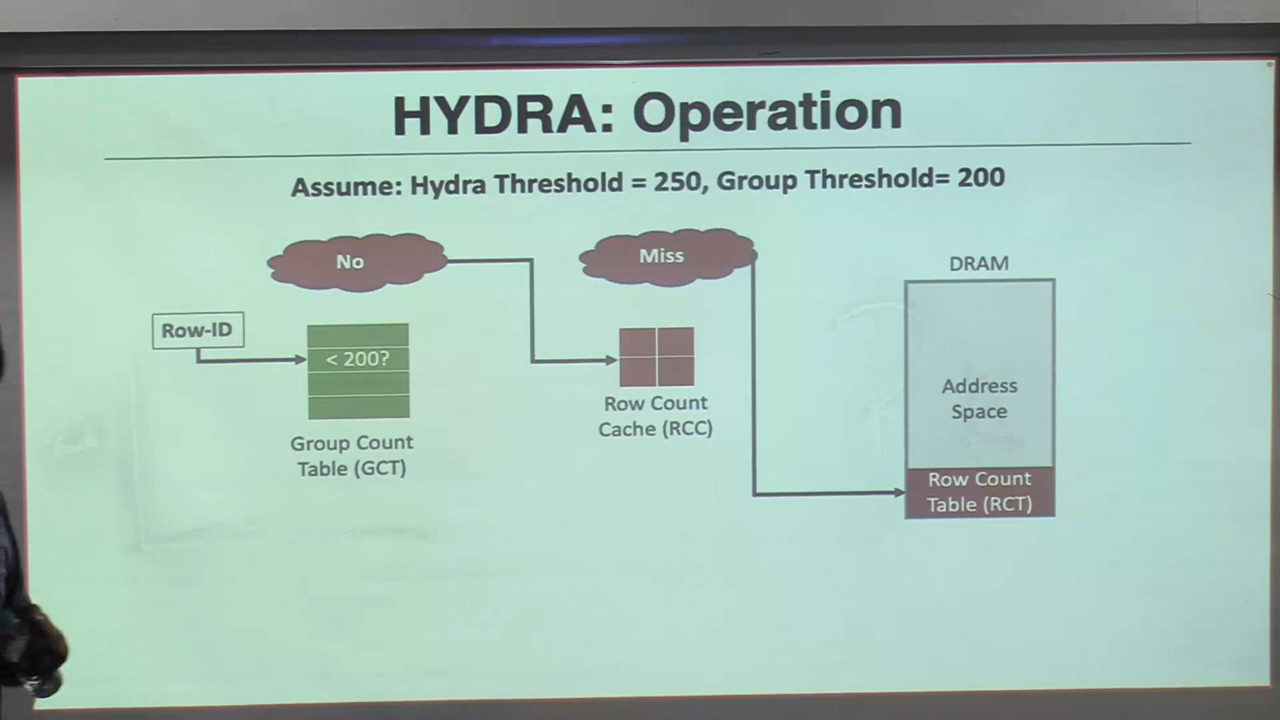 HYDRA: Operation
Assume: Hydra Threshold = 250, Group Threshold= 200
No
Miss
DRAM
Row-ID
< 200?
Address
Space
Row Count
Cache (RCC)
Group Count
Table (GCT)
Row Count
Table (RCT)